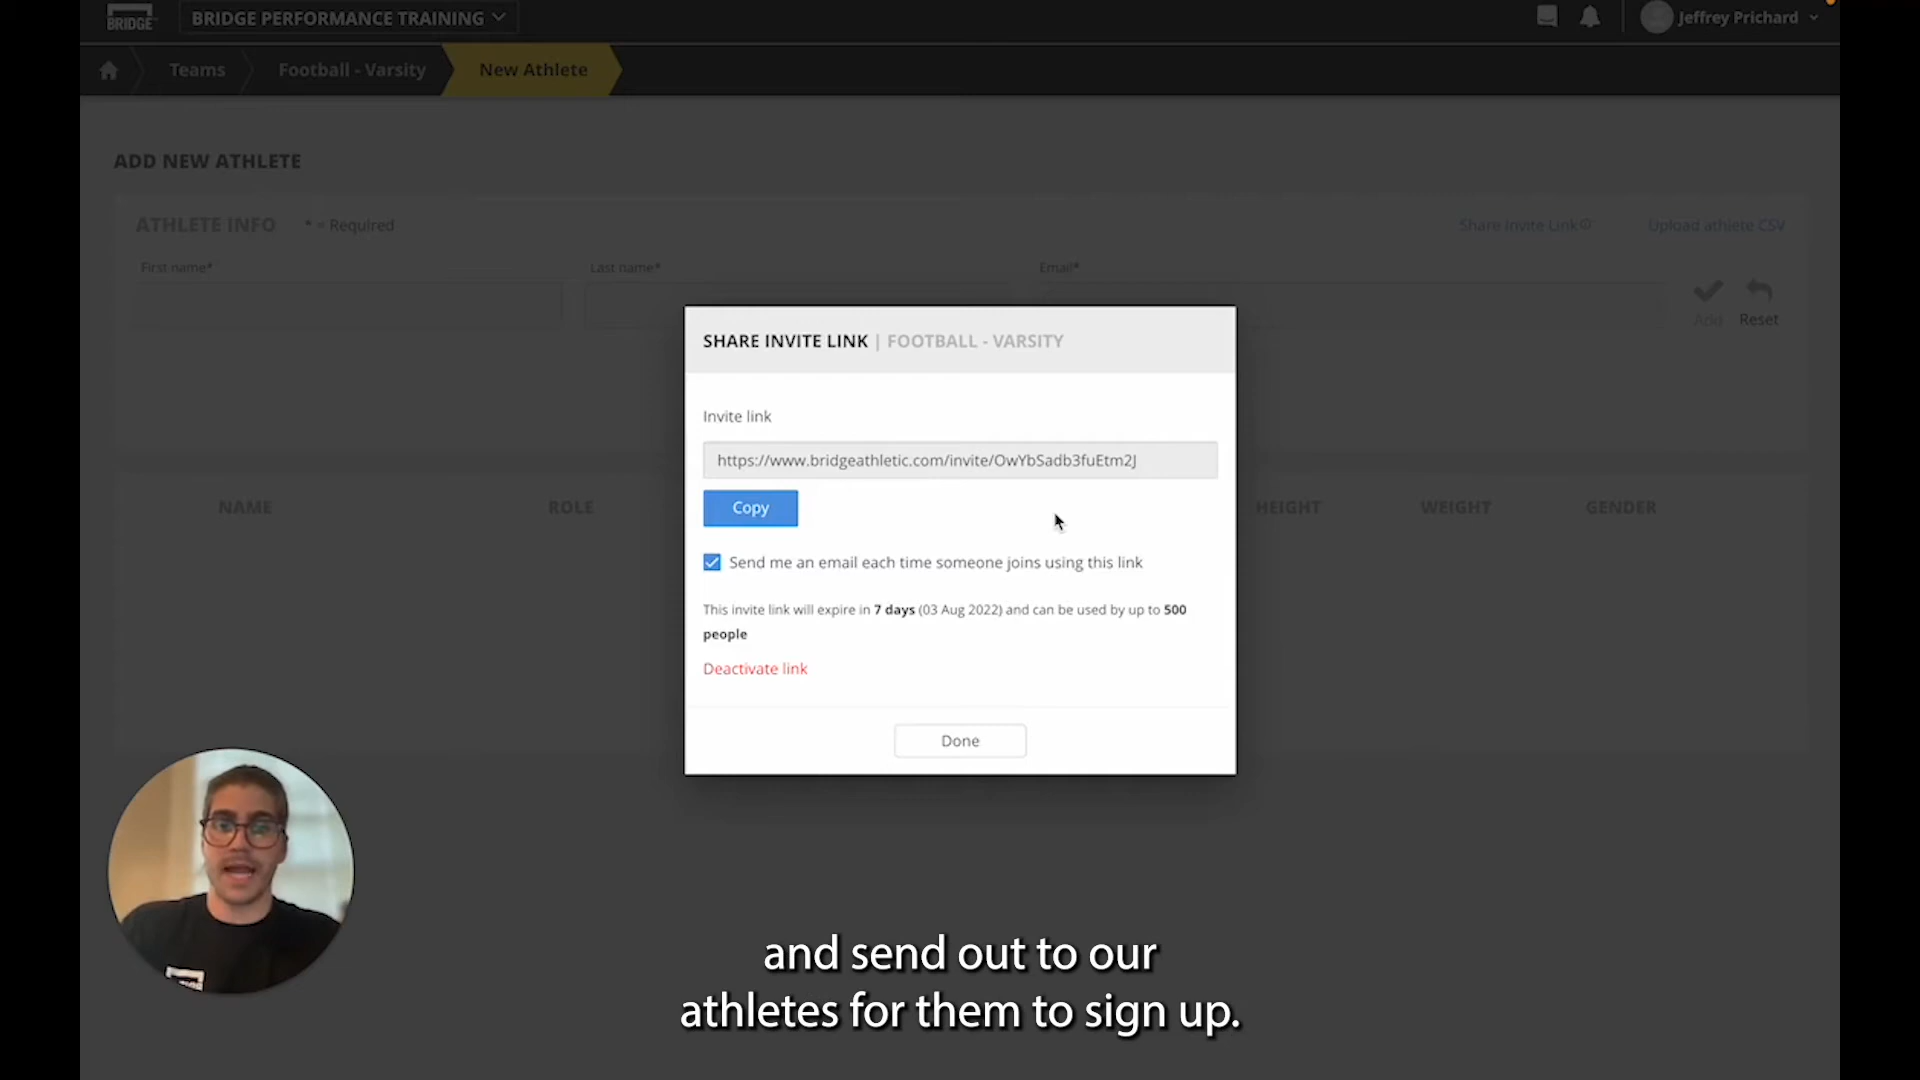 BRIDGE
BRIDGE PERFORMANCE TRAINING
Jeffrey Prichard
Teams
Football - Varsity
New Athlete
ADD NEW ATHLETE
ATHLETE INFO
* = Required
Share Invite Link
Upload athlete CSV
First name*
Last name*
Email*
Add
Reset
SHARE INVITE LINK | FOOTBALL - VARSITY
Invite link
https://www.bridgeathletic.com/invite/OwYbSadb3fuEtm2J
Copy
Send me an email each time someone joins using this link
This invite link will expire in 7 days (03 Aug 2022) and can be used by up to 500
people
Deactivate link
Done
NAME
ROLE
HEIGHT
WEIGHT
GENDER
and send out to our
athletes for them to sign up.